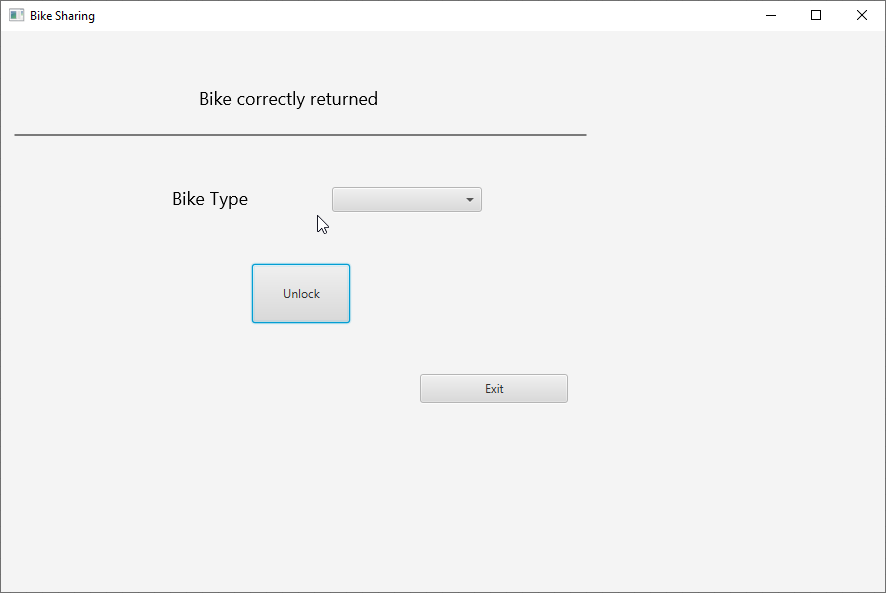 Bike Sharing
Bike correctly returned
Bike Type
Unlock
Exit